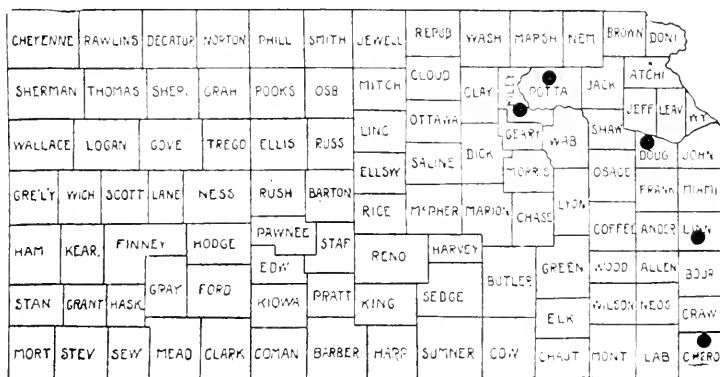 CHEYENNE RAWLINS DECATUR NORTON PHILL SMITH JEWELL REPUB WASH MARSH NEM BROWN DONI
SHERMAN THOMAS SHER. GRAH ROOKS OSB MITCH CLOUD CLAY RILEY POTTA JACK ATCHI
JEFF LEAV WY
WALLACE LOGAN GOVE TREGO ELLIS RUSS LINC OTTAWA DICK GEARY WAB SHAW DOUG JOHN
ELLSW SALINE MORRIS OSAGE FRANK MIAMI
GRE'L'Y WICH SCOTT LANE NESS RUSH BARTON RICE McPHER MARION CHASE LYON
HAM KEAR. FINNEY HODGE PAWNEE STAF RENO HARVEY COFFEE ANDER LINN
EDW BUTLER GREEN WOOD ALLEN BOUR
STAN GRANT HASK. GRAY FORD KIOWA PRATT KING SEDGE ELK WILSON NEOS CRAW
MORT STEV SEW MEAD CLARK COMAN BARBER HARP SUMNER COW CHAUT MONT LAB CHERO